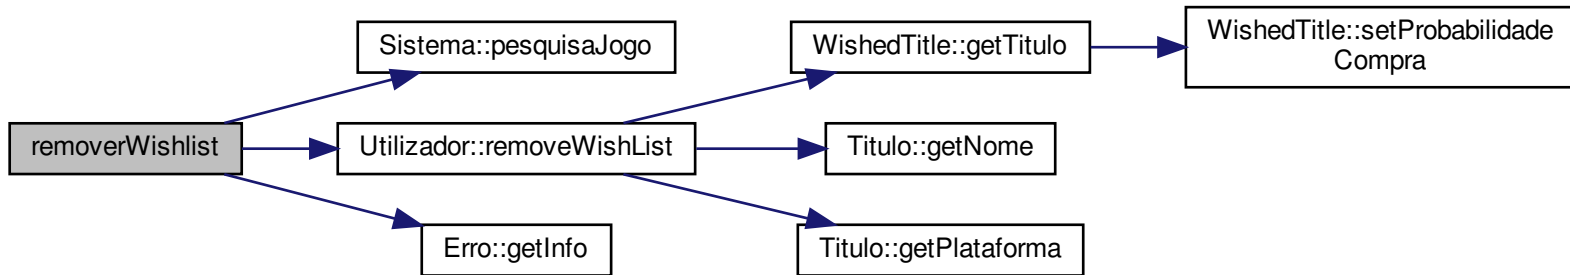 removerWishlist
Sistema::pesquisaJogo
Utilizador::removeWishList
Erro::getInfo
WishedTitle::getTitulo
Titulo::getNome
Titulo::getPlataforma
WishedTitle::setProbabilidade
Compra